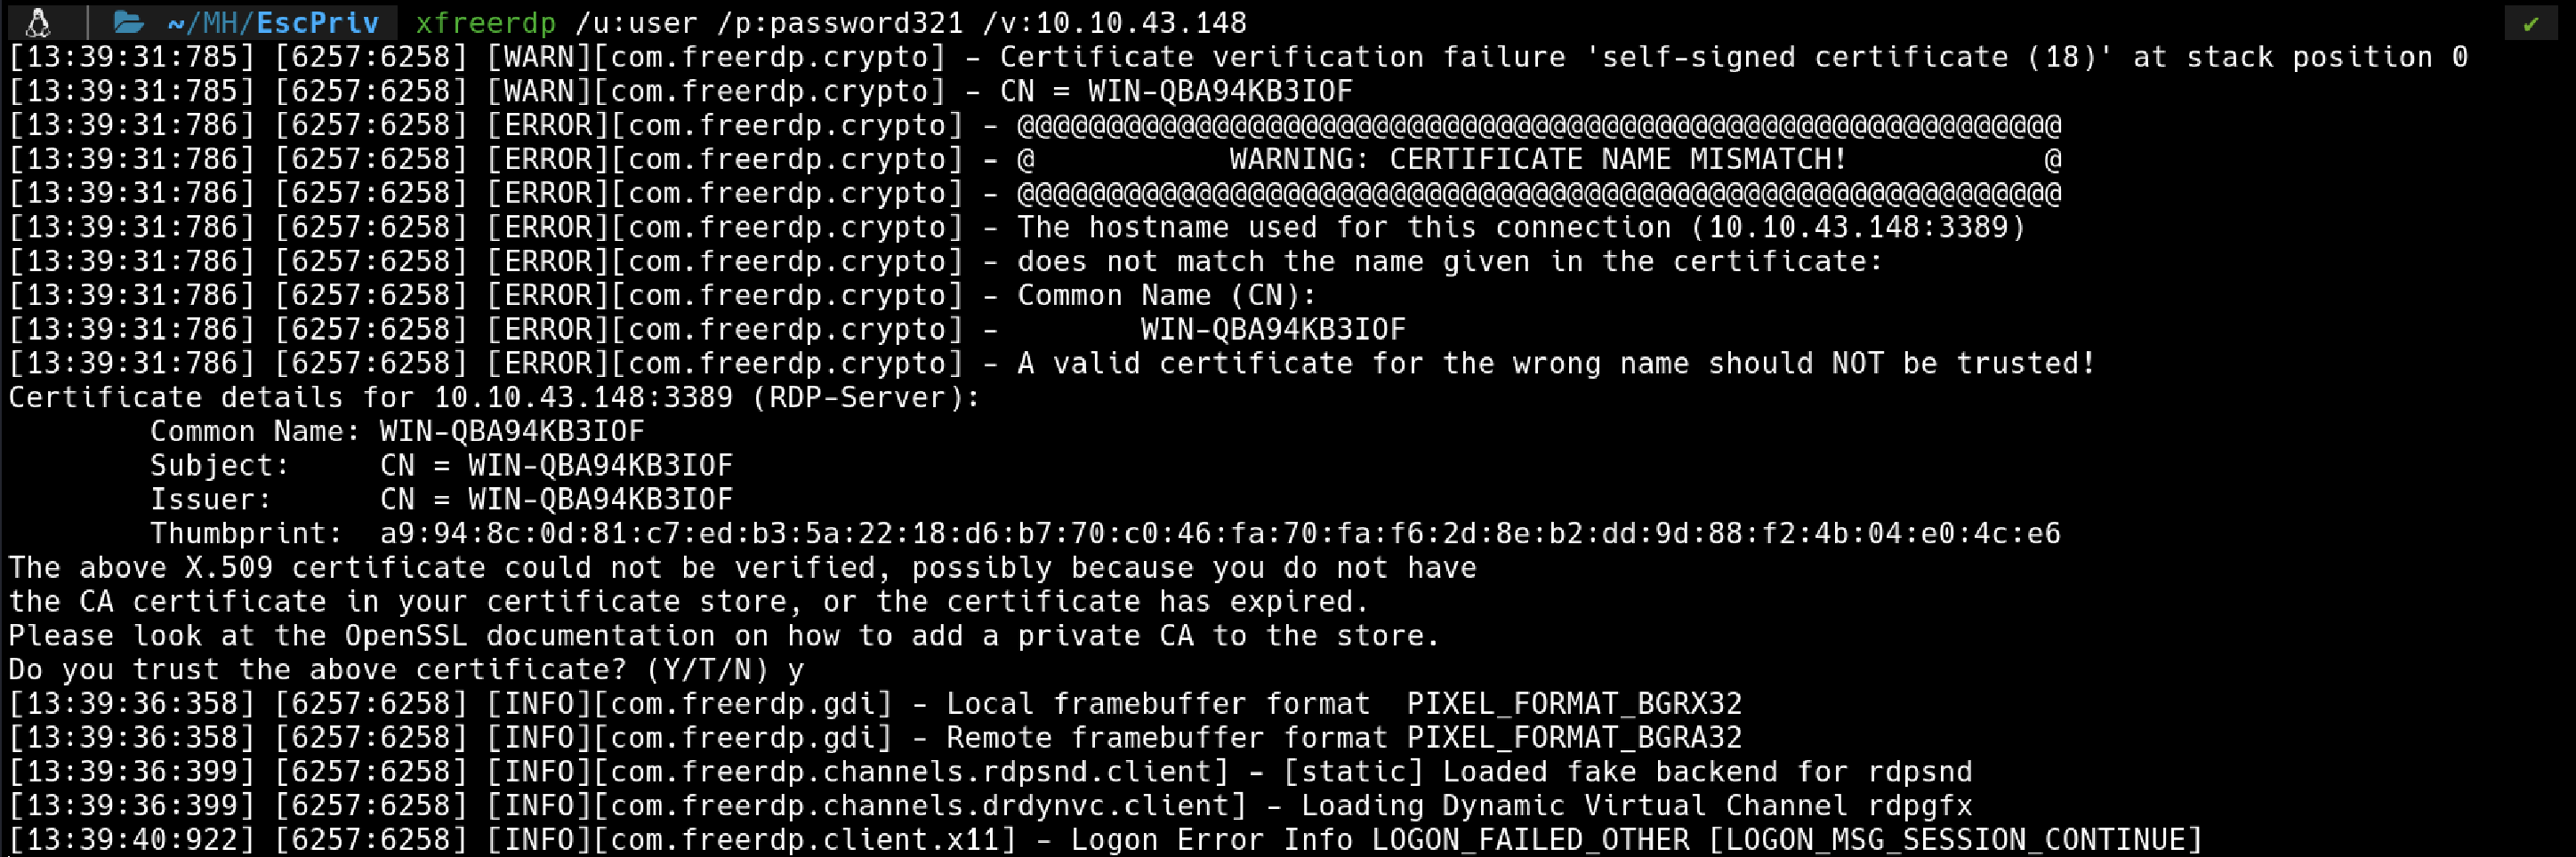 ~/MH/EscPriv xfreerdp /u:user /p:password321 /v:10.10.43.148 ✔
[13:39:31:785] [6257:6258] [WARN][com.freerdp.crypto] - Certificate verification failure 'self-signed certificate (18)' at stack position 0
[13:39:31:785] [6257:6258] [WARN][com.freerdp.crypto] - CN = WIN-QBA94KB3IOF
[13:39:31:786] [6257:6258] [ERROR][com.freerdp.crypto] - @@@@@@@@@@@@@@@@@@@@@@@@@@@@@@@@@@@@@@@@@@@@@@@@@@@@@@@@@@@
[13:39:31:786] [6257:6258] [ERROR][com.freerdp.crypto] - @           WARNING: CERTIFICATE NAME MISMATCH!           @
[13:39:31:786] [6257:6258] [ERROR][com.freerdp.crypto] - @@@@@@@@@@@@@@@@@@@@@@@@@@@@@@@@@@@@@@@@@@@@@@@@@@@@@@@@@@@
[13:39:31:786] [6257:6258] [ERROR][com.freerdp.crypto] - The hostname used for this connection (10.10.43.148:3389)
[13:39:31:786] [6257:6258] [ERROR][com.freerdp.crypto] - does not match the name given in the certificate:
[13:39:31:786] [6257:6258] [ERROR][com.freerdp.crypto] - Common Name (CN):
[13:39:31:786] [6257:6258] [ERROR][com.freerdp.crypto] -        WIN-QBA94KB3IOF
[13:39:31:786] [6257:6258] [ERROR][com.freerdp.crypto] - A valid certificate for the wrong name should NOT be trusted!
Certificate details for 10.10.43.148:3389 (RDP-Server):
        Common Name: WIN-QBA94KB3IOF
        Subject:     CN = WIN-QBA94KB3IOF
        Issuer:      CN = WIN-QBA94KB3IOF
        Thumbprint:  a9:94:8c:0d:81:c7:ed:b3:5a:22:18:d6:b7:70:c0:46:fa:70:fa:f6:2d:8e:b2:dd:9d:88:f2:4b:04:e0:4c:e6
The above X.509 certificate could not be verified, possibly because you do not have
the CA certificate in your certificate store, or the certificate has expired.
Please look at the OpenSSL documentation on how to add a private CA to the store.
Do you trust the above certificate? (Y/T/N) y
[13:39:36:358] [6257:6258] [INFO][com.freerdp.gdi] - Local framebuffer format  PIXEL_FORMAT_BGRX32
[13:39:36:358] [6257:6258] [INFO][com.freerdp.gdi] - Remote framebuffer format PIXEL_FORMAT_BGRA32
[13:39:36:399] [6257:6258] [INFO][com.freerdp.channels.rdpsnd.client] - [static] Loaded fake backend for rdpsnd
[13:39:36:399] [6257:6258] [INFO][com.freerdp.channels.drdynvc.client] - Loading Dynamic Virtual Channel rdpgfx
[13:39:40:922] [6257:6258] [INFO][com.freerdp.client.x11] - Logon Error Info LOGON_FAILED_OTHER [LOGON_MSG_SESSION_CONTINUE]